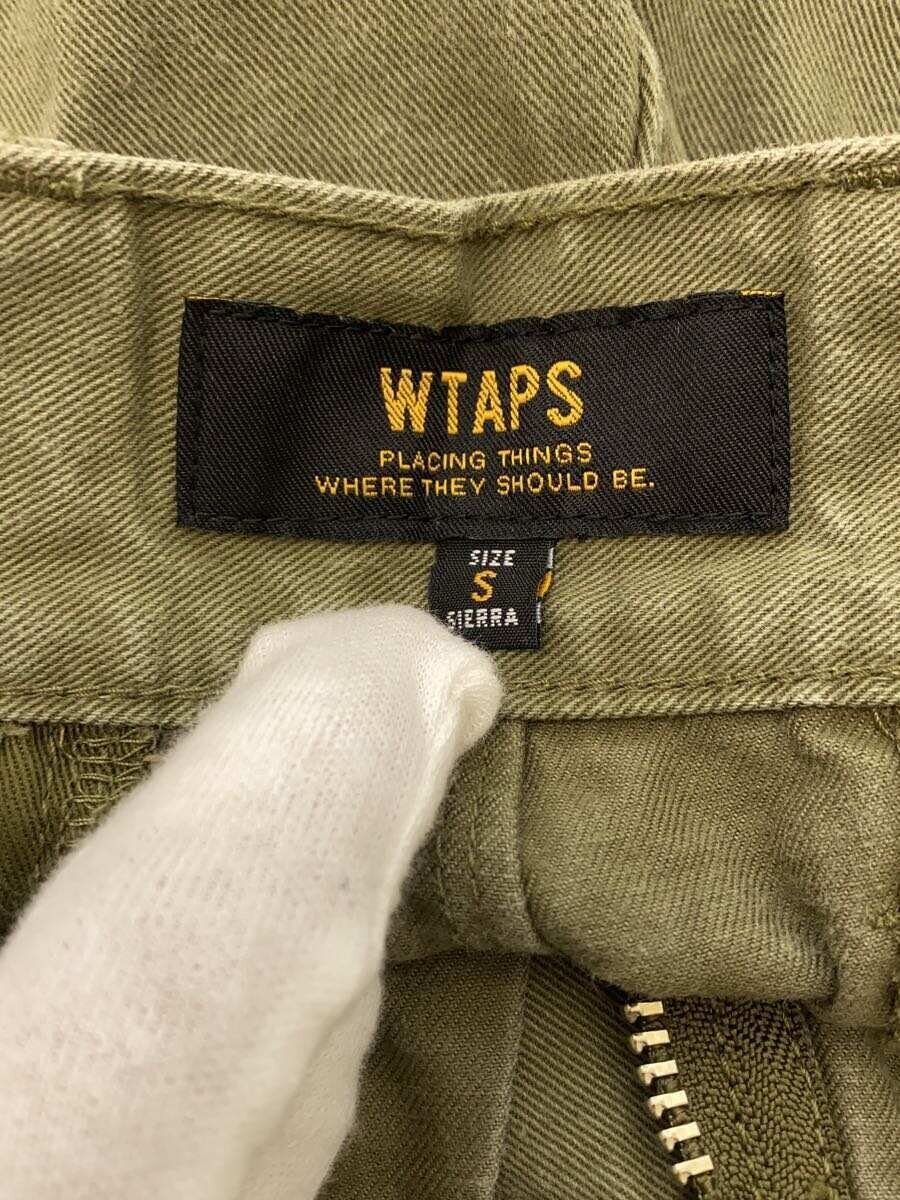 WTAPS
PLACING THINGS
WHERE THEY SHOULD BE.
SIZE
S
SIERRA